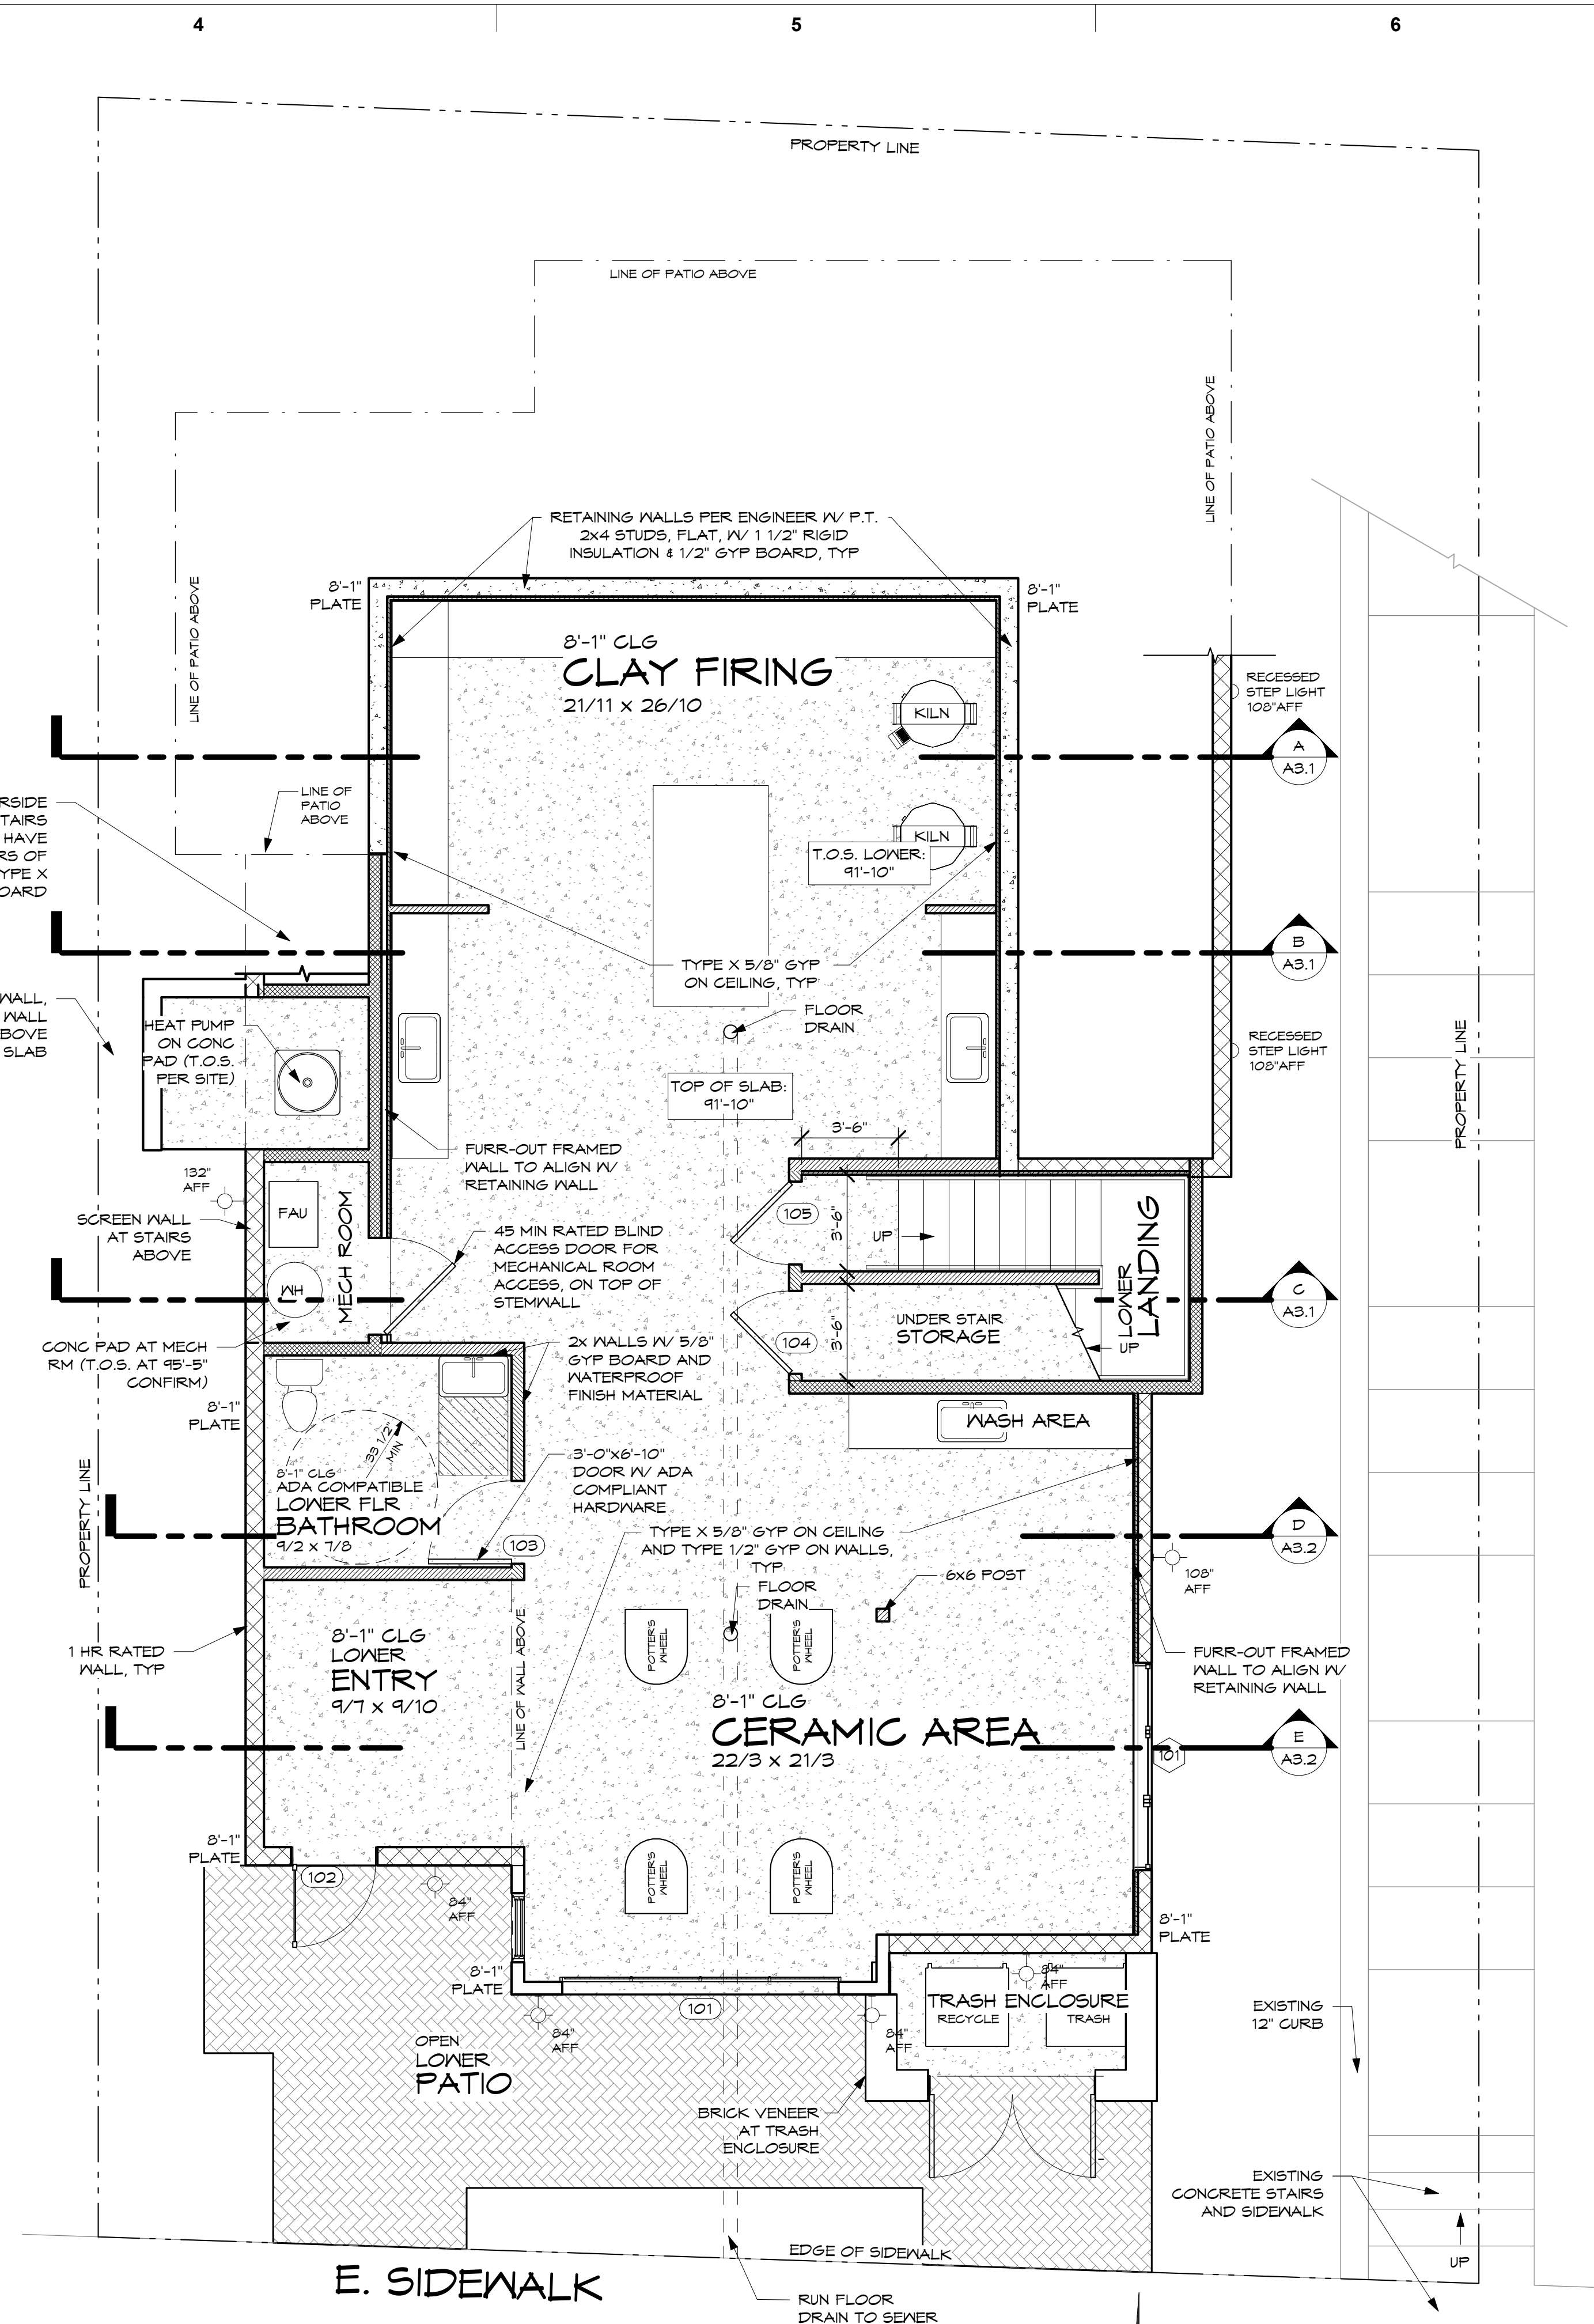 4
5
6
PROPERTY LINE
LINE OF PATIO ABOVE
LINE OF PATIO ABOVE
LINE OF PATIO ABOVE
RETAINING WALLS PER ENGINEER W/ P.T.
2x4 STUDS, FLAT, W/ 1 1/2" RIGID
INSULATION & 1/2" GYP BOARD, TYP
8'-1"
PLATE
8'-1"
PLATE
8'-1" CLG
CLAY FIRING
21/11 x 26/10
KILN
KILN
RECESSED
STEP LIGHT
108"AFF
A
A3.1
LINE OF
PATIO
ABOVE
RSIDE
TAIRS
HAVE
RS OF
YPE X
OARD
T.O.S. LOWER:
91'-10"
B
A3.1
TYPE X 5/8" GYP
ON CEILING, TYP
WALL,
WALL
BOVE
SLAB
HEAT PUMP
ON CONC
PAD (T.O.S.
PER SITE)
FLOOR
DRAIN
RECESSED
STEP LIGHT
108"AFF
PROPERTY LINE
TOP OF SLAB:
91'-10"
3'-6"
FURR-OUT FRAMED
WALL TO ALIGN W/
RETAINING WALL
132"
AFF
FAU
MECH ROOM
SCREEN WALL
AT STAIRS
ABOVE
45 MIN RATED BLIND
ACCESS DOOR FOR
MECHANICAL ROOM
ACCESS, ON TOP OF
STEMWALL
105
3'-6"
UP
LOWER
LANDING
WH
C
A3.1
UNDER STAIR
STORAGE
104
3'-6"
UP
CONC PAD AT MECH
RM (T.O.S. AT 95'-5"
CONFIRM)
2x WALLS W/ 5/8"
GYP BOARD AND
WATERPROOF
FINISH MATERIAL
8'-1"
PLATE
WASH AREA
33 1/2"
MIN
3'-0"x6'-10"
DOOR W/ ADA
COMPLIANT
HARDWARE
8'-1" CLG
ADA COMPATIBLE
LOWER FLR
BATHROOM
9/2 x 7/8
PROPERTY LINE
103
TYPE X 5/8" GYP ON CEILING
AND TYPE 1/2" GYP ON WALLS,
TYP
D
A3.2
108"
AFF
FLOOR
DRAIN
6x6 POST
POTTER'S
WHEEL
POTTER'S
WHEEL
LINE OF WALL ABOVE
1 HR RATED
WALL, TYP
8'-1" CLG
LOWER
ENTRY
9/7 x 9/10
FURR-OUT FRAMED
WALL TO ALIGN W/
RETAINING WALL
8'-1" CLG
CERAMIC AREA
22/3 x 21/3
E
A3.2
101
8'-1"
PLATE
102
84"
AFF
POTTER'S
WHEEL
POTTER'S
WHEEL
8'-1"
PLATE
8'-1"
PLATE
84"
AFF
TRASH ENCLOSURE
RECYCLE
TRASH
101
84"
AFF
84"
AFF
EXISTING
12" CURB
OPEN
LOWER
PATIO
BRICK VENEER
AT TRASH
ENCLOSURE
EXISTING
CONCRETE STAIRS
AND SIDEWALK
EDGE OF SIDEWALK
UP
E. SIDEWALK
RUN FLOOR
DRAIN TO SEWER